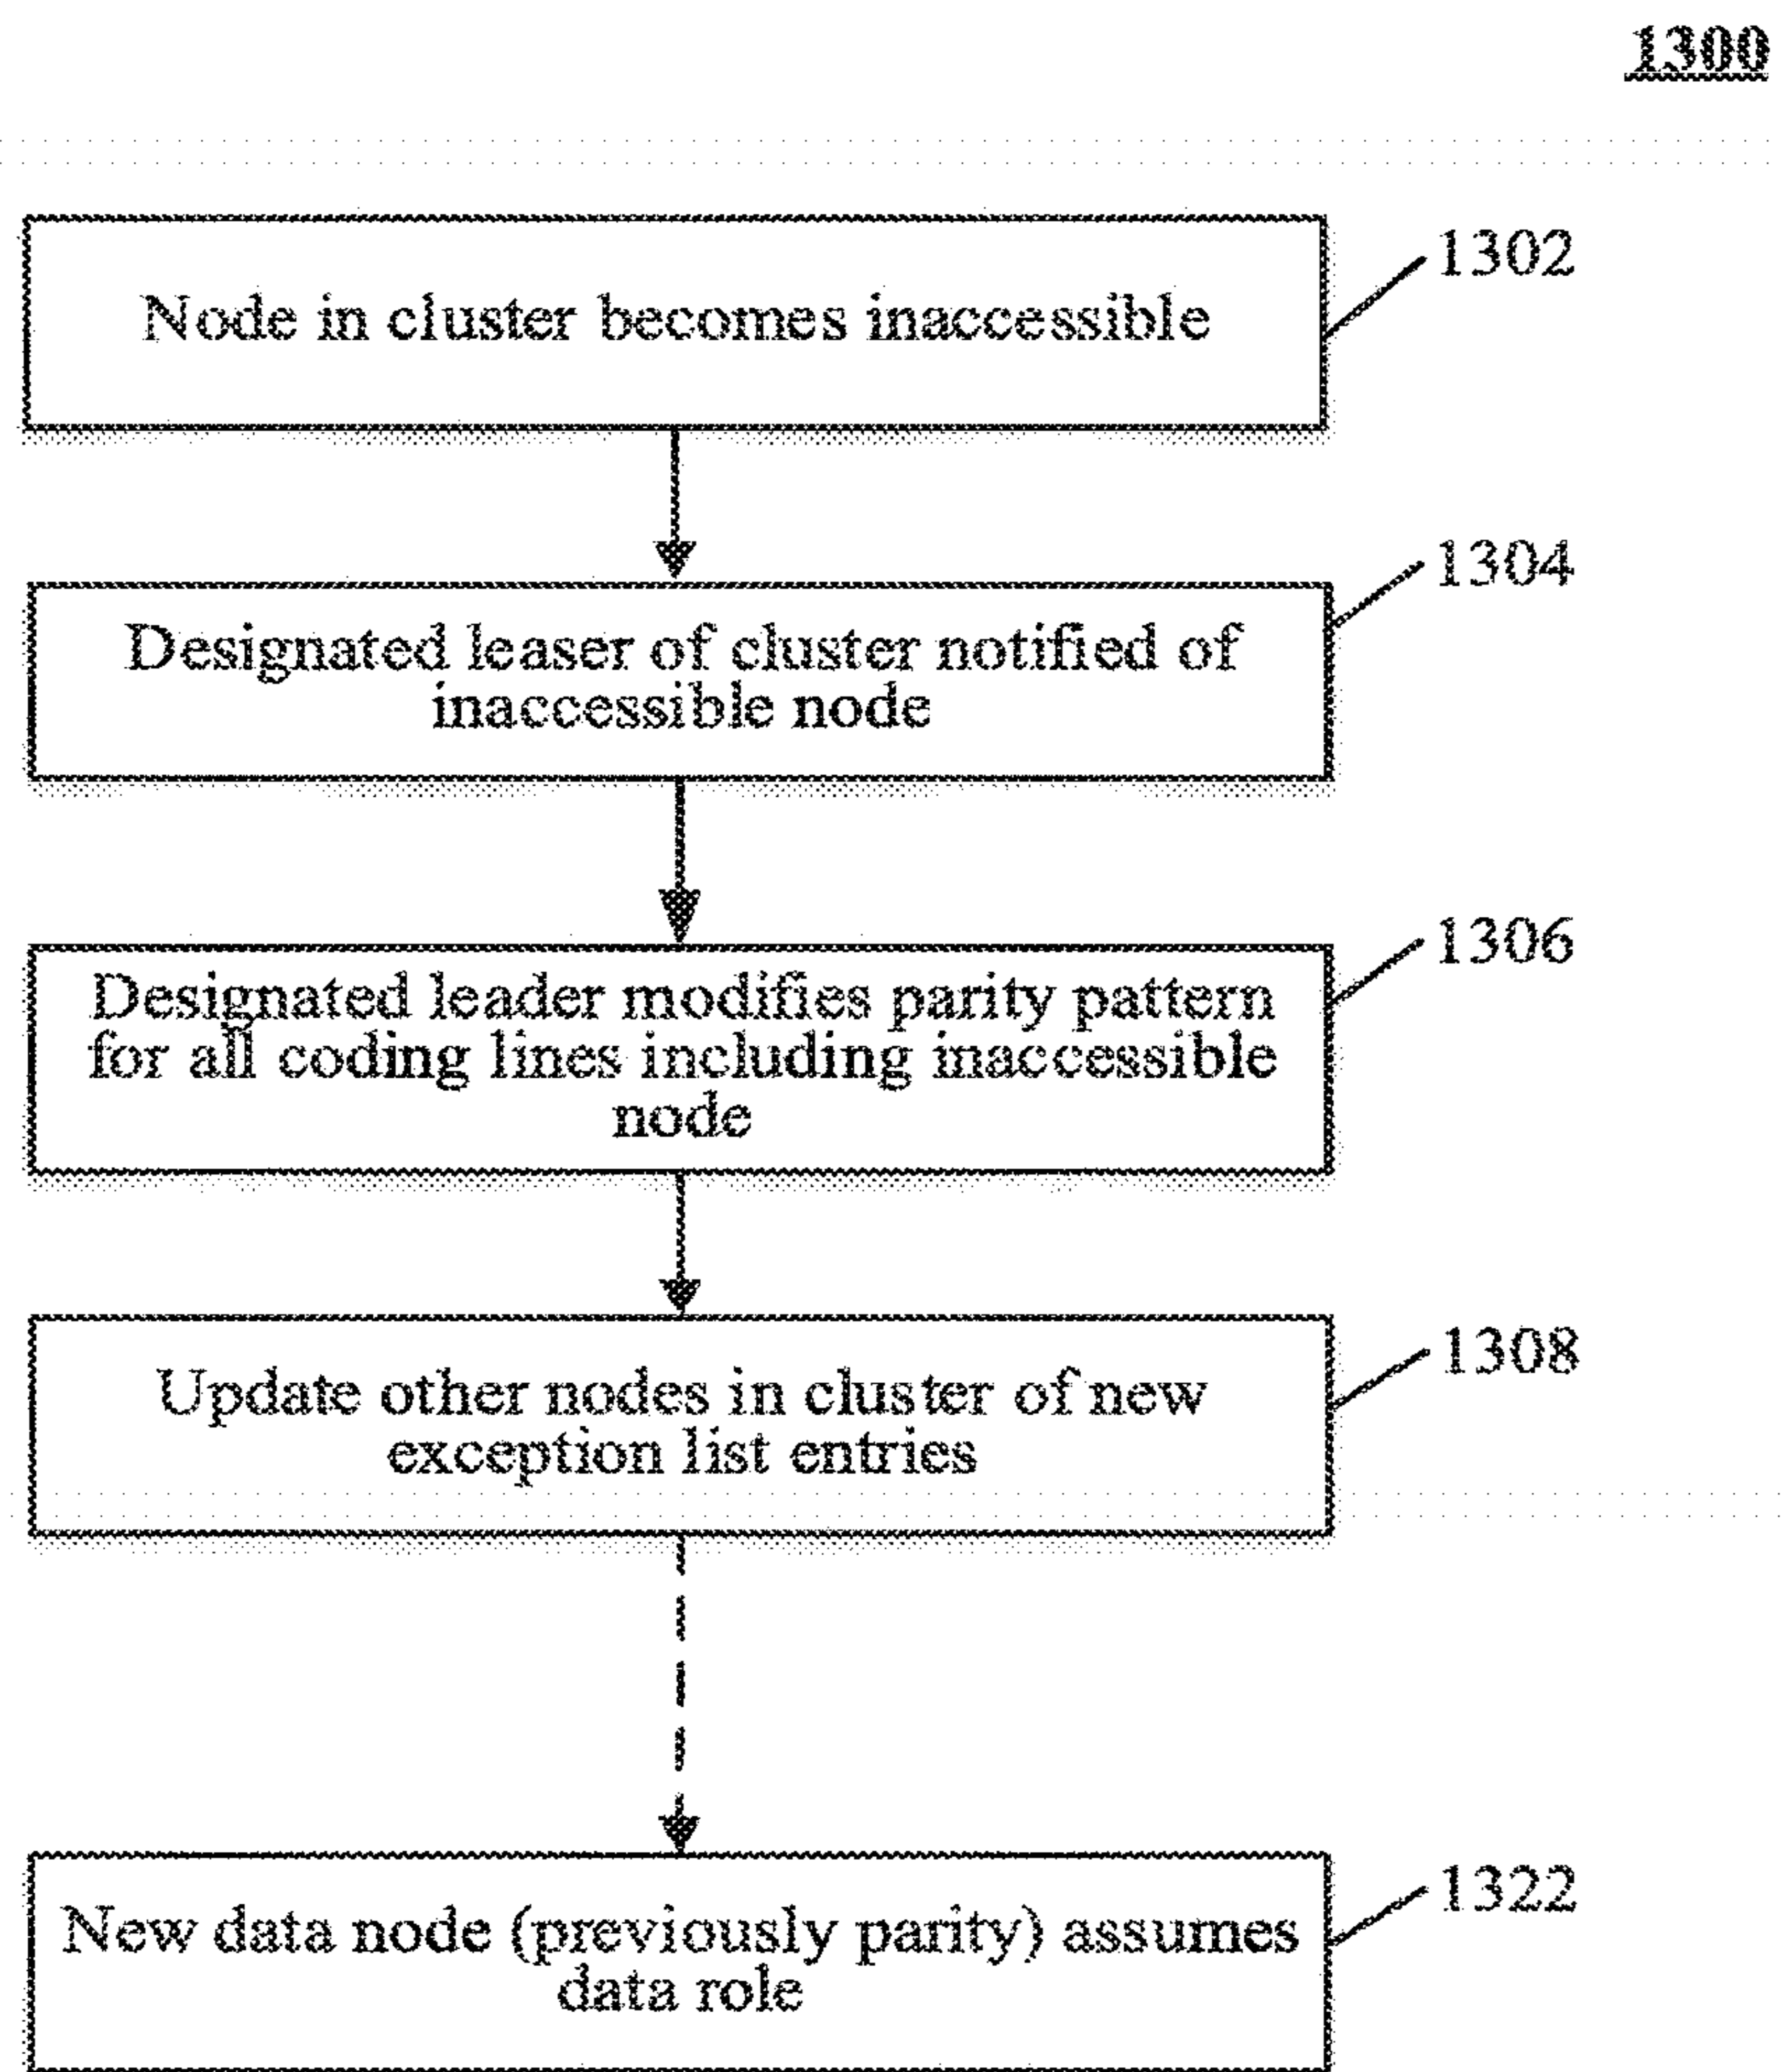 1300
Node in cluster becomes inaccessible
1302
Designated leaser of cluster notified of
inaccessible node
1304
Designated leader modifies parity pattern
for all coding lines including inaccessible
node
1306
Update other nodes in cluster of new
exception list entries
1308
New data node (previously parity) assumes
data role
1322